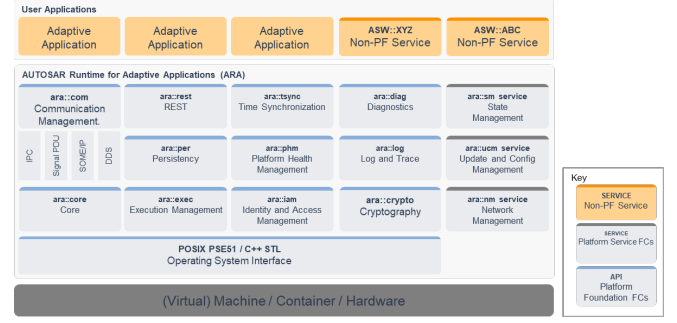 User Applications
Adaptive
Application
Adaptive
Application
Adaptive
Application
ASW::XYZ
Non-PF Service
ASW::ABC
Non-PF Service
AUTOSAR Runtime for Adaptive Applications (ARA)
ara::com
Communication
Management.
ara::rest
REST
ara::tsync
Time Synchronization
ara::diag
Diagnostics
ara::sm service
State
Management
IPC
Signal PDU
SOME/IP
DDS
ara::per
Persistency
ara::phm
Platform Health
Management
ara::log
Log and Trace
ara::ucm service
Update and Config
Management
ara::core
Core
ara::exec
Execution Management
ara::iam
Identity and Access
Management
ara::crypto
Cryptography
ara::nm service
Network
Management
POSIX PSE51 / C++ STL
Operating System Interface
(Virtual) Machine / Container / Hardware
Key
SERVICE
Non-PF Service
SERVICE
Platform Service FCs
API
Platform
Foundation FCs